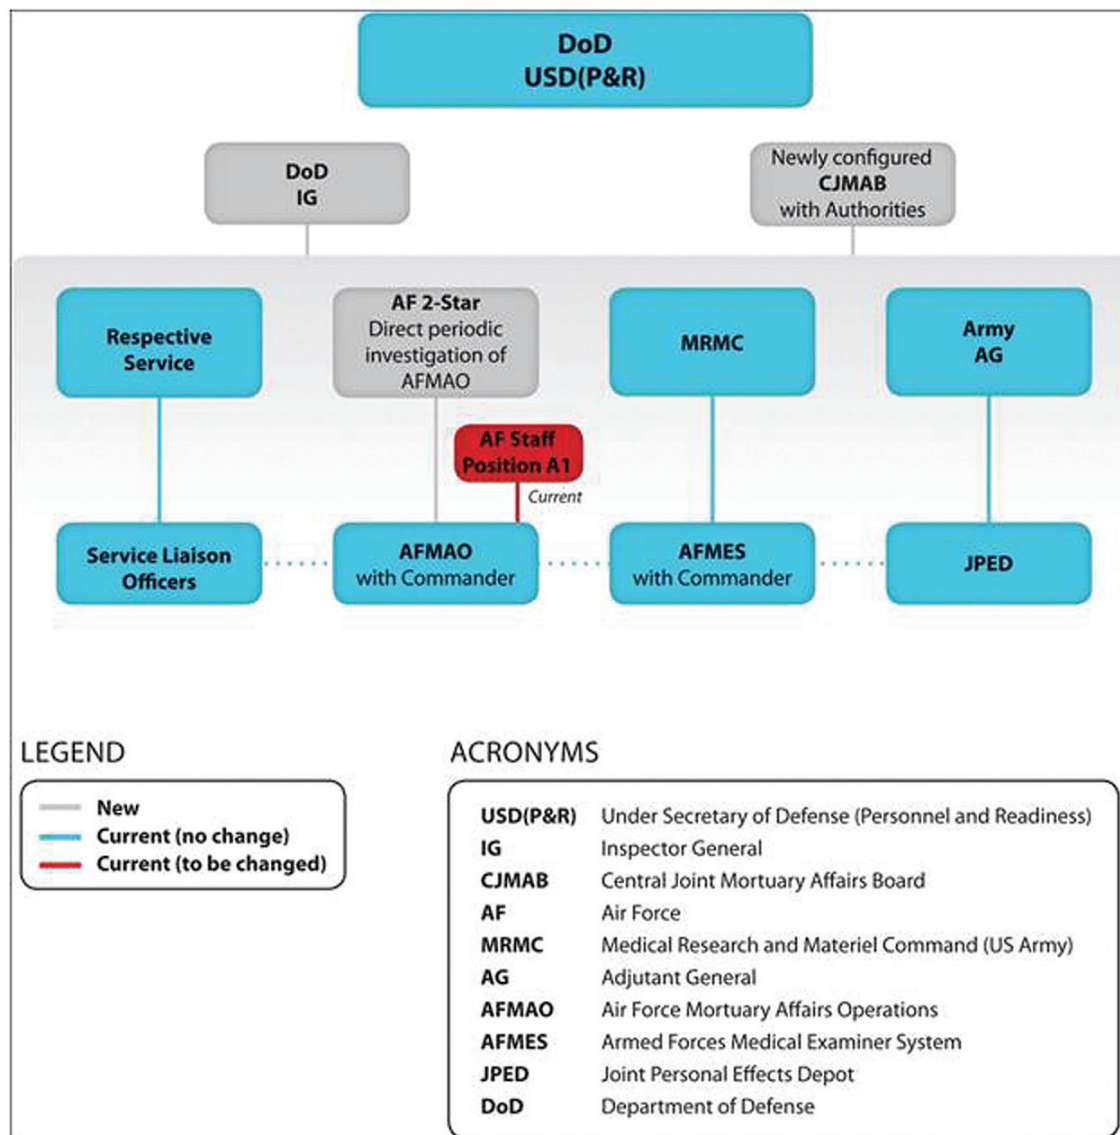 DoD
USD(P&R)
DoD
IG
Newly configured
CJMAB
with Authorities
Respective
Service
AF 2-Star
Direct periodic
investigation of
AFMAO
MRMC
Army
AG
AF Staff
Position A1
Current
Service Liaison
Officers
AFMAO
with Commander
AFMES
with Commander
JPED
LEGEND
New
Current (no change)
Current (to be changed)
ACRONYMS
USD(P&R) Under Secretary of Defense (Personnel and Readiness)
IG Inspector General
CJMAB Central Joint Mortuary Affairs Board
AF Air Force
MRMC Medical Research and Materiel Command (US Army)
AG Adjutant General
AFMAO Air Force Mortuary Affairs Operations
AFMES Armed Forces Medical Examiner System
JPED Joint Personal Effects Depot
DoD Department of Defense